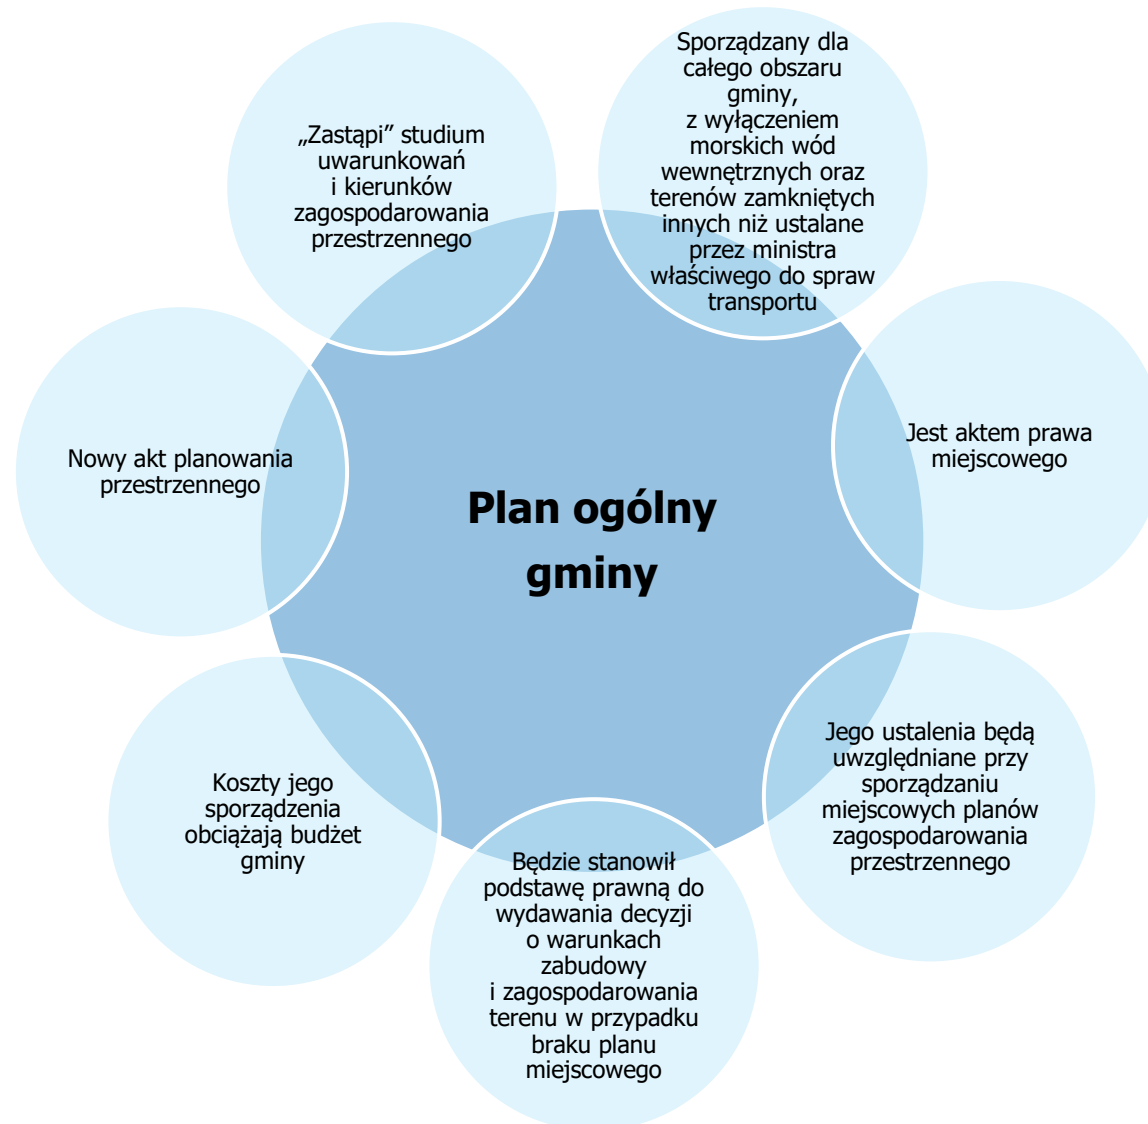 Sporządzany dla
całego obszaru
gminy,
z wyłączeniem
morskich wód
wewnętrznych oraz
terenów zamkniętych
innych niż ustalane
przez ministra
właściwego do spraw
transportu
„Zastąpi” studium
uwarunkowań
i kierunków
zagospodarowania
przestrzennego
Jest aktem prawa
miejscowego
Nowy akt planowania
przestrzennego
Plan ogólny
gminy
Jego ustalenia będą
uwzględniane przy
sporządzaniu
miejscowych planów
zagospodarowania
przestrzennego
Koszty jego
sporządzenia
obciążają budżet
gminy
Będzie stanowił
podstawę prawną do
wydawania decyzji
o warunkach
zabudowy
i zagospodarowania
terenu w przypadku
braku planu
miejscowego